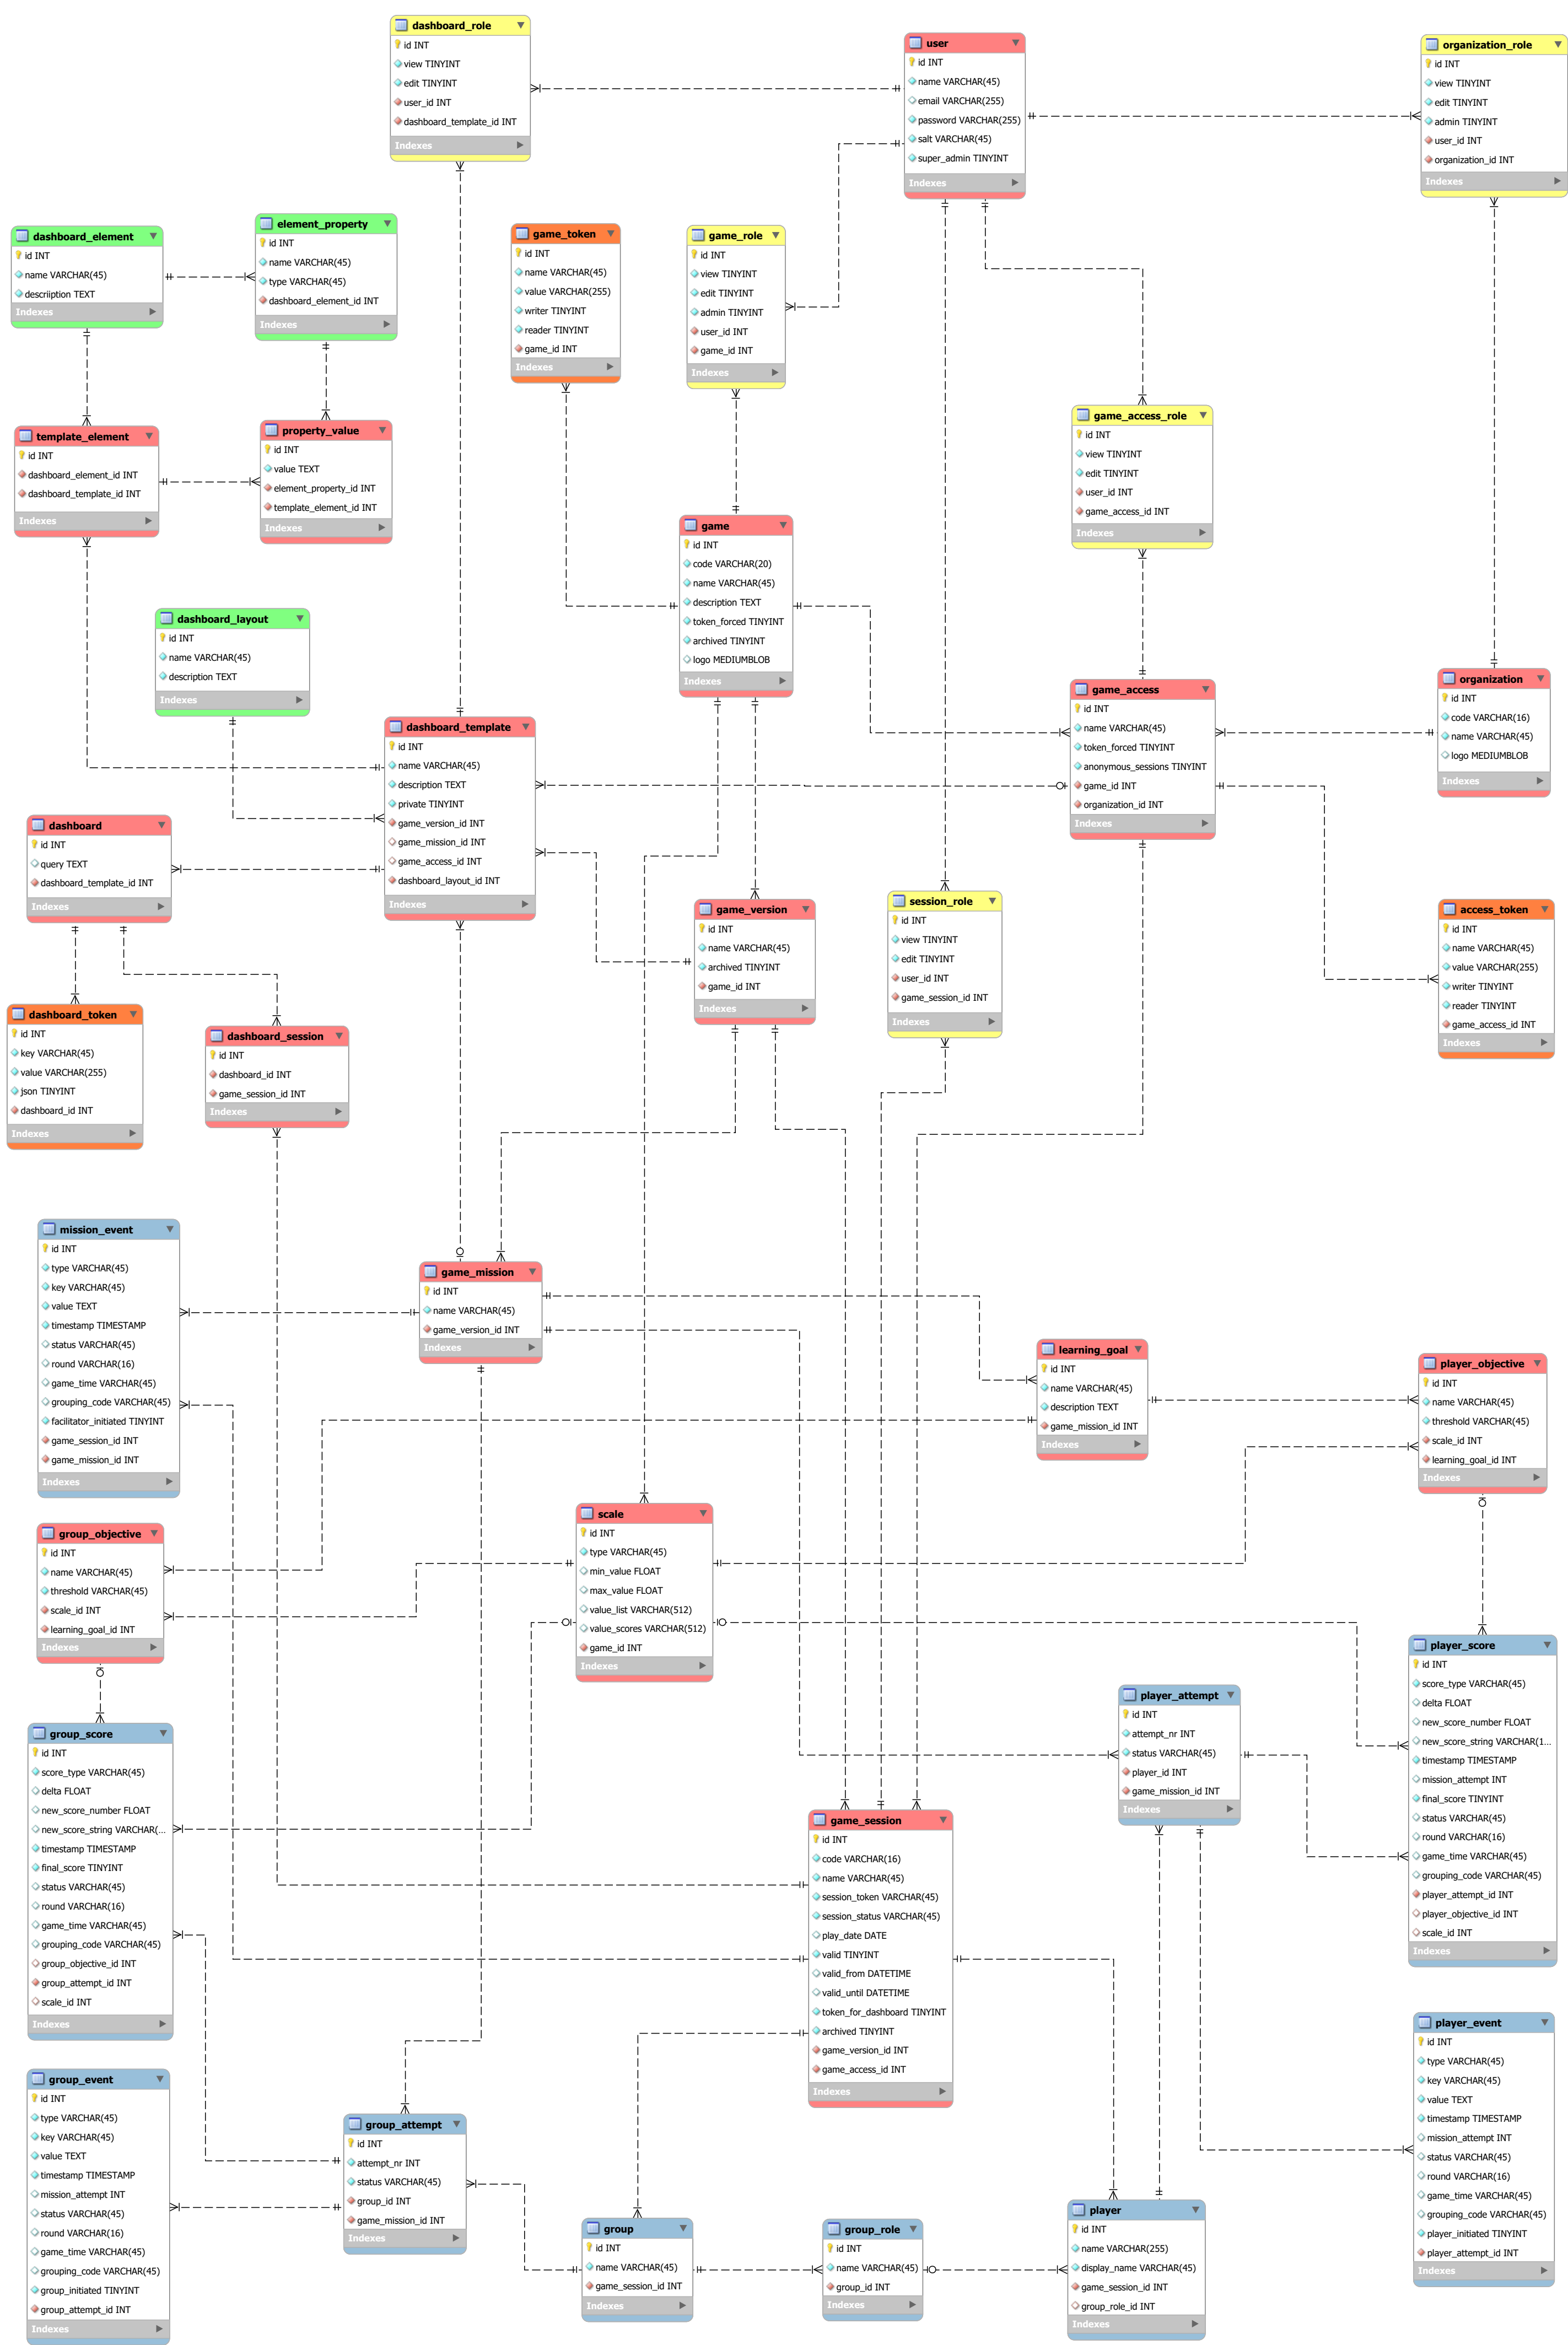 dashboard_role
id INT
view TINYINT
edit TINYINT
user_id INT
dashboard_template_id INT
Indexes
user
id INT
name VARCHAR(45)
email VARCHAR(255)
password VARCHAR(255)
salt VARCHAR(45)
super_admin TINYINT
Indexes
organization_role
id INT
view TINYINT
edit TINYINT
admin TINYINT
user_id INT
organization_id INT
Indexes
dashboard_element
id INT
name VARCHAR(45)
descriiption TEXT
Indexes
element_property
id INT
name VARCHAR(45)
type VARCHAR(45)
dashboard_element_id INT
Indexes
game_token
id INT
name VARCHAR(45)
value VARCHAR(255)
writer TINYINT
reader TINYINT
game_id INT
Indexes
game_role
id INT
view TINYINT
edit TINYINT
admin TINYINT
user_id INT
game_id INT
Indexes
template_element
id INT
dashboard_element_id INT
dashboard_template_id INT
Indexes
property_value
id INT
value TEXT
element_property_id INT
template_element_id INT
Indexes
game_access_role
id INT
view TINYINT
edit TINYINT
user_id INT
game_access_id INT
Indexes
game
id INT
code VARCHAR(20)
name VARCHAR(45)
description TEXT
token_forced TINYINT
archived TINYINT
logo MEDIUMBLOB
Indexes
dashboard_layout
id INT
name VARCHAR(45)
description TEXT
Indexes
dashboard_template
id INT
name VARCHAR(45)
description TEXT
private TINYINT
game_version_id INT
game_mission_id INT
game_access_id INT
dashboard_layout_id INT
Indexes
game_access
id INT
name VARCHAR(45)
token_forced TINYINT
anonymous_sessions TINYINT
game_id INT
organization_id INT
Indexes
organization
id INT
code VARCHAR(16)
name VARCHAR(45)
logo MEDIUMBLOB
Indexes
dashboard
id INT
query TEXT
dashboard_template_id INT
Indexes
game_version
id INT
name VARCHAR(45)
archived TINYINT
game_id INT
Indexes
session_role
id INT
view TINYINT
edit TINYINT
user_id INT
game_session_id INT
Indexes
access_token
id INT
name VARCHAR(45)
value VARCHAR(255)
writer TINYINT
reader TINYINT
game_access_id INT
Indexes
dashboard_token
id INT
key VARCHAR(45)
value VARCHAR(255)
json TINYINT
dashboard_id INT
Indexes
dashboard_session
id INT
dashboard_id INT
game_session_id INT
Indexes
mission_event
id INT
type VARCHAR(45)
key VARCHAR(45)
value TEXT
timestamp TIMESTAMP
status VARCHAR(45)
round VARCHAR(16)
game_time VARCHAR(45)
grouping_code VARCHAR(45)
facilitator_initiated TINYINT
game_session_id INT
game_mission_id INT
Indexes
game_mission
id INT
name VARCHAR(45)
game_version_id INT
Indexes
learning_goal
id INT
name VARCHAR(45)
description TEXT
game_mission_id INT
Indexes
player_objective
id INT
name VARCHAR(45)
threshold VARCHAR(45)
scale_id INT
learning_goal_id INT
Indexes
group_objective
id INT
name VARCHAR(45)
threshold VARCHAR(45)
scale_id INT
learning_goal_id INT
Indexes
scale
id INT
type VARCHAR(45)
min_value FLOAT
max_value FLOAT
value_list VARCHAR(512)
value_scores VARCHAR(512)
game_id INT
Indexes
player_score
id INT
score_type VARCHAR(45)
delta FLOAT
new_score_number FLOAT
new_score_string VARCHAR(1...
timestamp TIMESTAMP
mission_attempt INT
final_score TINYINT
status VARCHAR(45)
round VARCHAR(16)
game_time VARCHAR(45)
grouping_code VARCHAR(45)
player_attempt_id INT
player_objective_id INT
scale_id INT
Indexes
player_attempt
id INT
attempt_nr INT
status VARCHAR(45)
player_id INT
game_mission_id INT
Indexes
group_score
id INT
score_type VARCHAR(45)
delta FLOAT
new_score_number FLOAT
new_score_string VARCHAR(...
timestamp TIMESTAMP
final_score TINYINT
status VARCHAR(45)
round VARCHAR(16)
game_time VARCHAR(45)
grouping_code VARCHAR(45)
group_objective_id INT
group_attempt_id INT
scale_id INT
Indexes
game_session
id INT
code VARCHAR(16)
name VARCHAR(45)
session_token VARCHAR(45)
session_status VARCHAR(45)
play_date DATE
valid TINYINT
valid_from DATETIME
valid_until DATETIME
token_for_dashboard TINYINT
archived TINYINT
game_version_id INT
game_access_id INT
Indexes
player_event
id INT
type VARCHAR(45)
key VARCHAR(45)
value TEXT
timestamp TIMESTAMP
mission_attempt INT
status VARCHAR(45)
round VARCHAR(16)
game_time VARCHAR(45)
grouping_code VARCHAR(45)
player_initiated TINYINT
player_attempt_id INT
Indexes
group_event
id INT
type VARCHAR(45)
key VARCHAR(45)
value TEXT
timestamp TIMESTAMP
mission_attempt INT
status VARCHAR(45)
round VARCHAR(16)
game_time VARCHAR(45)
grouping_code VARCHAR(45)
group_initiated TINYINT
group_attempt_id INT
Indexes
group_attempt
id INT
attempt_nr INT
status VARCHAR(45)
group_id INT
game_mission_id INT
Indexes
group
id INT
name VARCHAR(45)
game_session_id INT
Indexes
group_role
id INT
name VARCHAR(45)
group_id INT
Indexes
player
id INT
name VARCHAR(255)
display_name VARCHAR(45)
game_session_id INT
group_role_id INT
Indexes